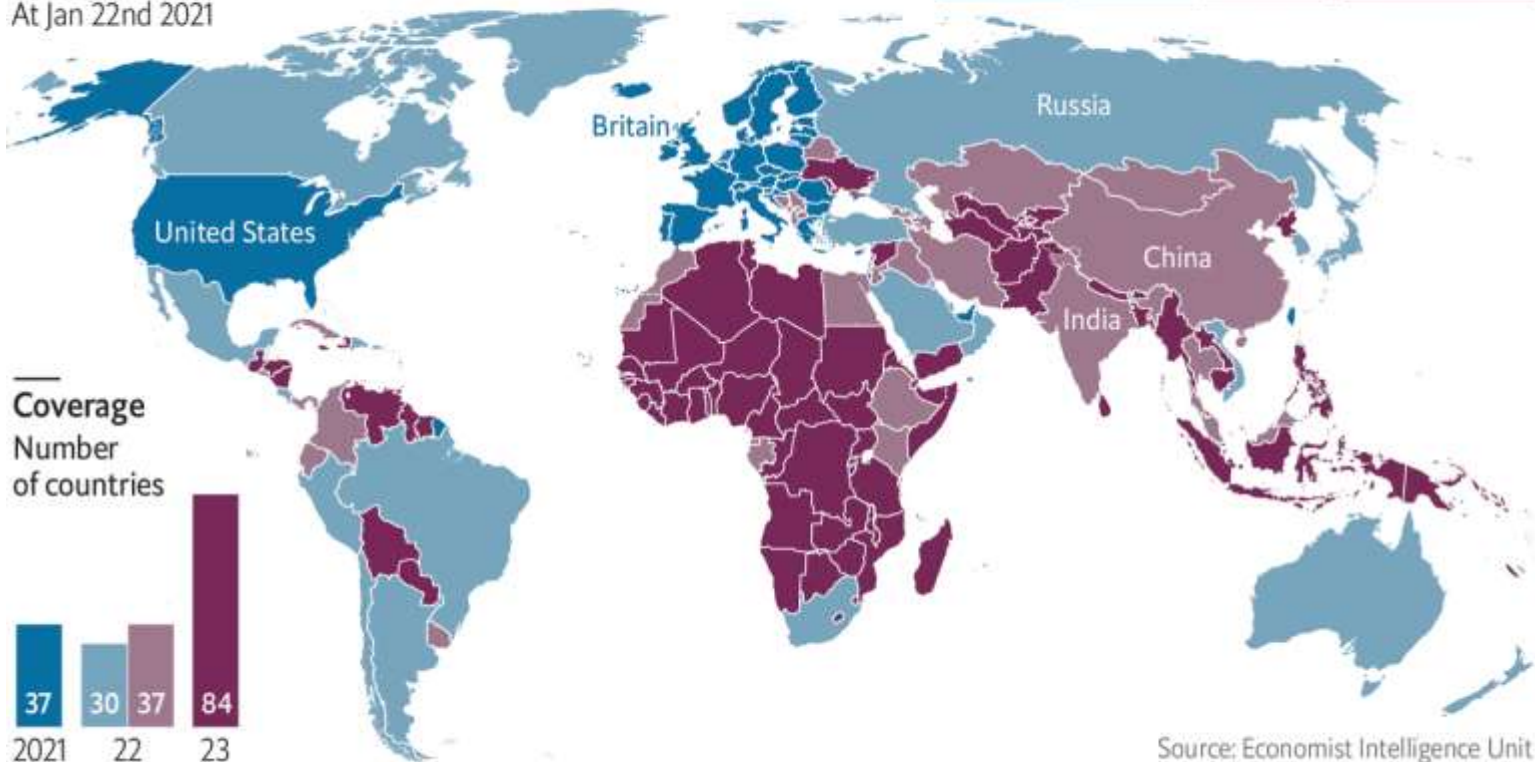 At Jan 22nd 2021
Britain
Russia
United States
China
India
Coverage
Number
of countries
37
30
37
84
2021
22
23
Source: Economist Intelligence Unit